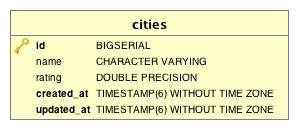 cities
id BIGSERIAL
name CHARACTER VARYING
rating DOUBLE PRECISION
created_at TIMESTAMP(6) WITHOUT TIME ZONE
updated_at TIMESTAMP(6) WITHOUT TIME ZONE